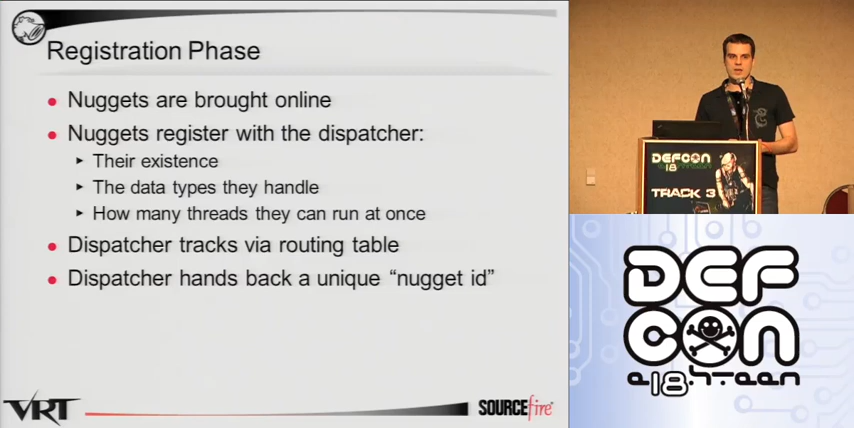 Registration Phase
Nuggets are brought online
Nuggets register with the dispatcher:
Their existence
The data types they handle
How many threads they can run at once
Dispatcher tracks via routing table
Dispatcher hands back a unique “nugget id”
VRT
SOURCEfire
DEFCON
18
TRACK 3
DEF
CON
e18hteen